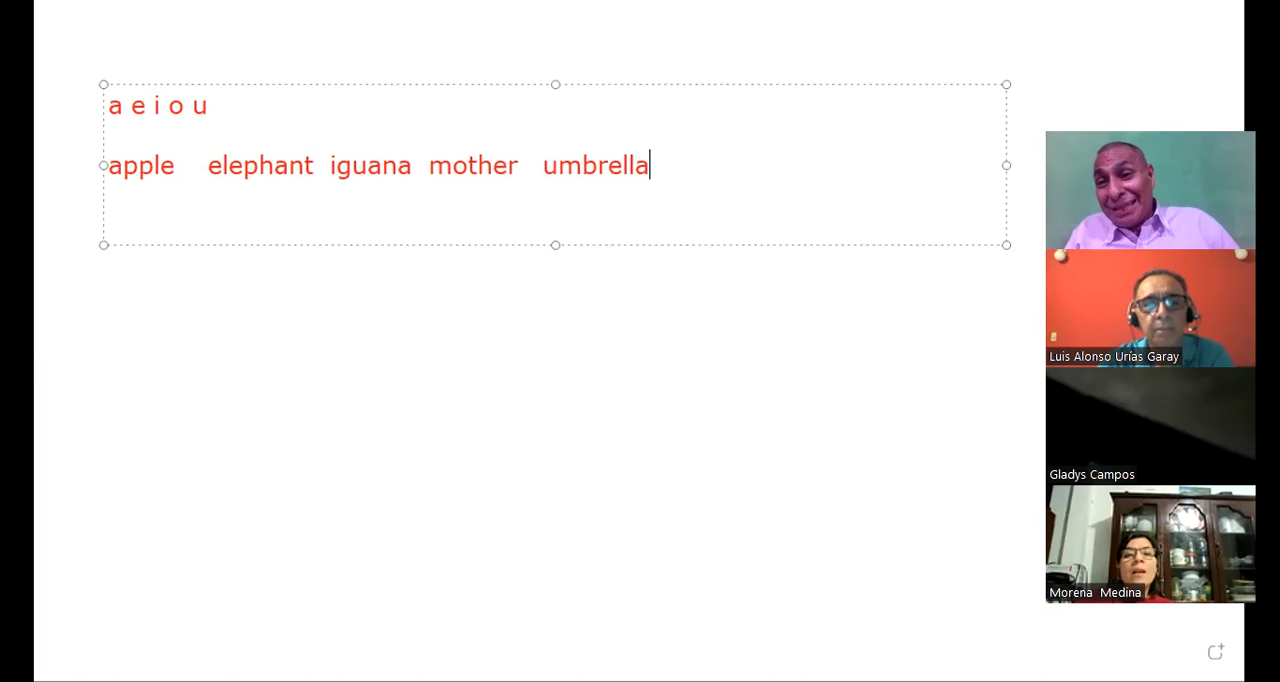 a e i o u
apple elephant iguana mother umbrella
Luis Alonso Urías Garay
Gladys Campos
Morena Medina